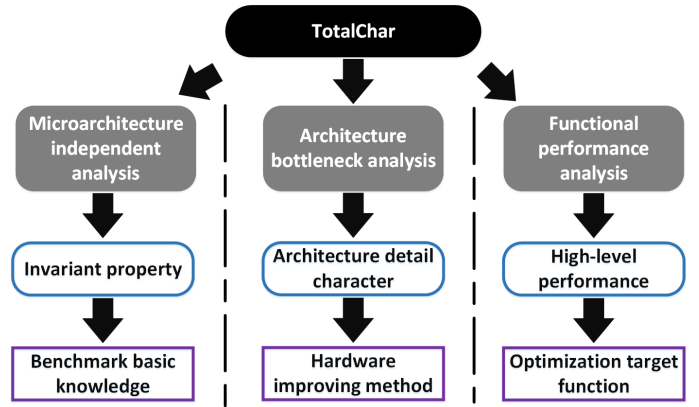 TotalChar
Microarchitecture
independent
analysis
Architecture
bottleneck analysis
Functional
performance
analysis
Invariant property
Architecture detail
character
High-level
performance
Benchmark basic
knowledge
Hardware
improving method
Optimization target
function